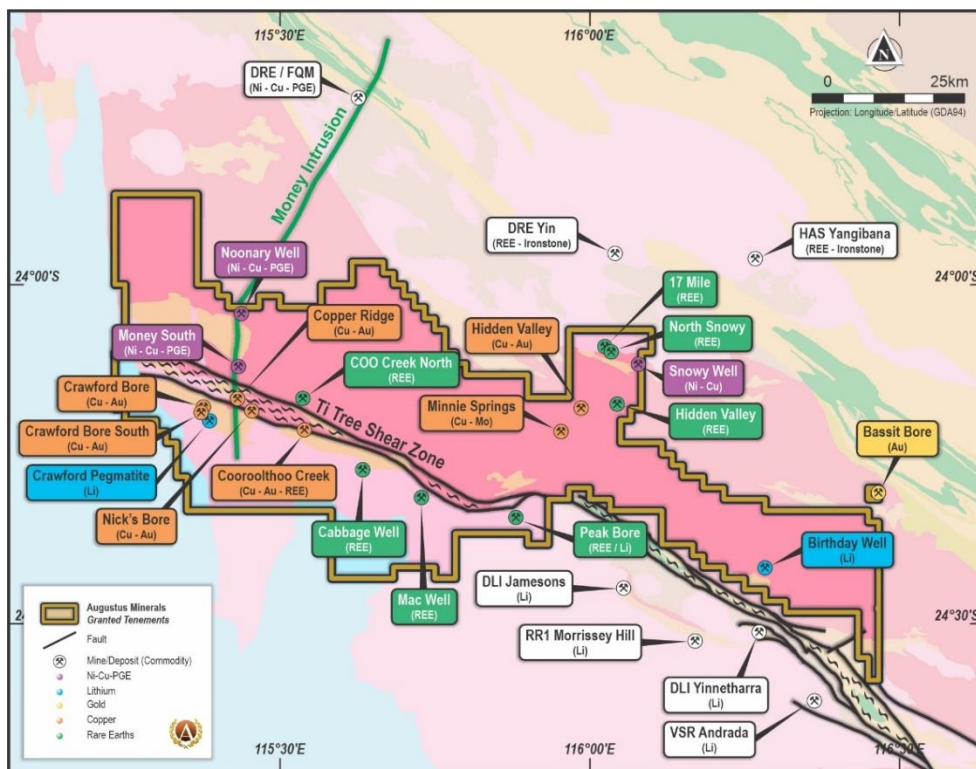 115°30'E
116°00'E
N
0 25km
Projection: Longitude/Latitude (GDA94)
DRE / FQM
(Ni - Cu - PGE)
Money Intrusion
DRE Yin
(REE - Ironstone)
HAS Yangibana
(REE - Ironstone)
Noonary Well
(Ni - Cu - PGE)
24°00'S
24°00'S
17 Mile
(REE)
Copper Ridge
(Cu - Au)
Hidden Valley
(Cu - Au)
North Snowy
(REE)
Money South
(Ni - Cu - PGE)
COO Creek North
(REE)
Snowy Well
(Ni - Cu)
Crawford Bore
(Cu - Au)
Minnie Springs
(Cu - Mo)
Hidden Valley
(REE)
Ti Tree Shear Zone
Crawford Bore South
(Cu - Au)
Bassit Bore
(Au)
Crawford Pegmatite
(Li)
Cooroolthoo Creek
(Cu - Au - REE)
Nick's Bore
(Cu - Au)
Cabbage Well
(REE)
Peak Bore
(REE / Li)
Birthday Well
(Li)
Mac Well
(REE)
DLI Jamesons
(Li)
24°30'S
RR1 Morrissey Hill
(Li)
DLI Yinnetharra
(Li)
VSR Andrada
(Li)
Augustus Minerals
Granted Tenements
Fault
Mine/Deposit (Commodity)
Ni-Cu-PGE
Lithium
Gold
Copper
Rare Earths
115°30'E
116°00'E
116°30'E